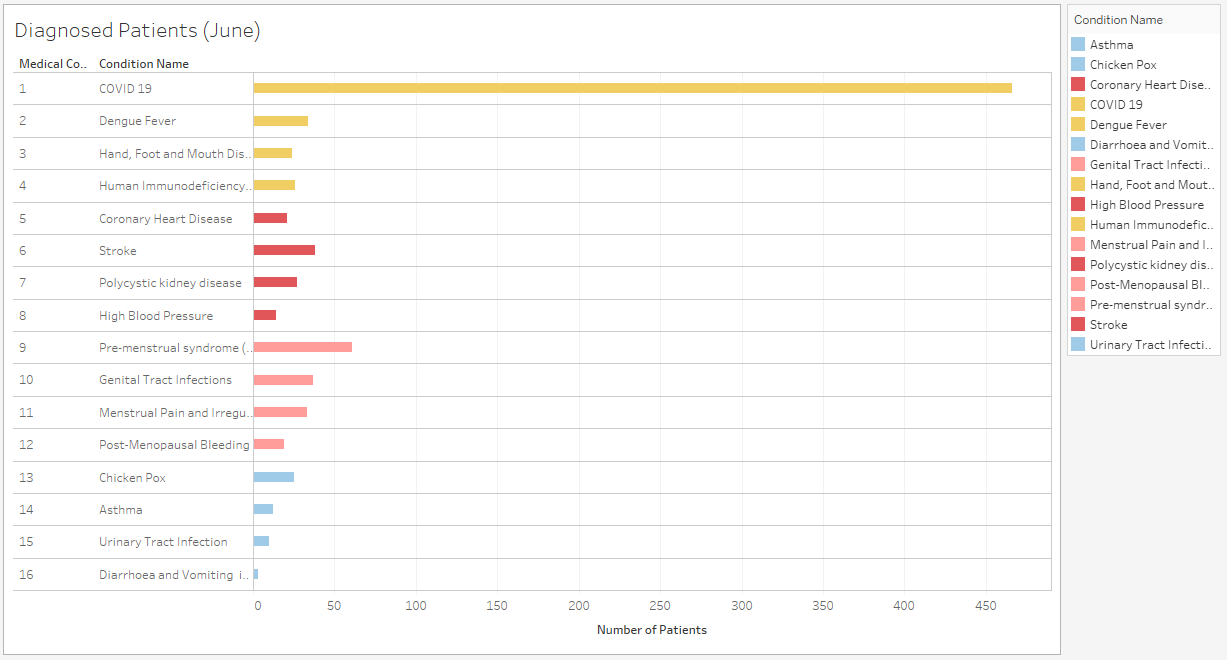 Diagnosed Patients (June)
Medical Co.. Condition Name
1 COVID 19
2 Dengue Fever
3 Hand, Foot and Mouth Dis..
4 Human Immunodeficiency..
5 Coronary Heart Disease
6 Stroke
7 Polycystic kidney disease
8 High Blood Pressure
9 Pre-menstrual syndrome (..
10 Genital Tract Infections
11 Menstrual Pain and Irregu..
12 Post-Menopausal Bleeding
13 Chicken Pox
14 Asthma
15 Urinary Tract Infection
16 Diarrhoea and Vomiting i..
0 50 100 150 200 250 300 350 400 450
Number of Patients
Condition Name
Asthma
Chicken Pox
Coronary Heart Dise..
COVID 19
Dengue Fever
Diarrhoea and Vomit..
Genital Tract Infecti..
Hand, Foot and Mout..
High Blood Pressure
Human Immunodefic..
Menstrual Pain and I..
Polycystic kidney dis..
Post-Menopausal Bl..
Pre-menstrual syndr..
Stroke
Urinary Tract Infecti..